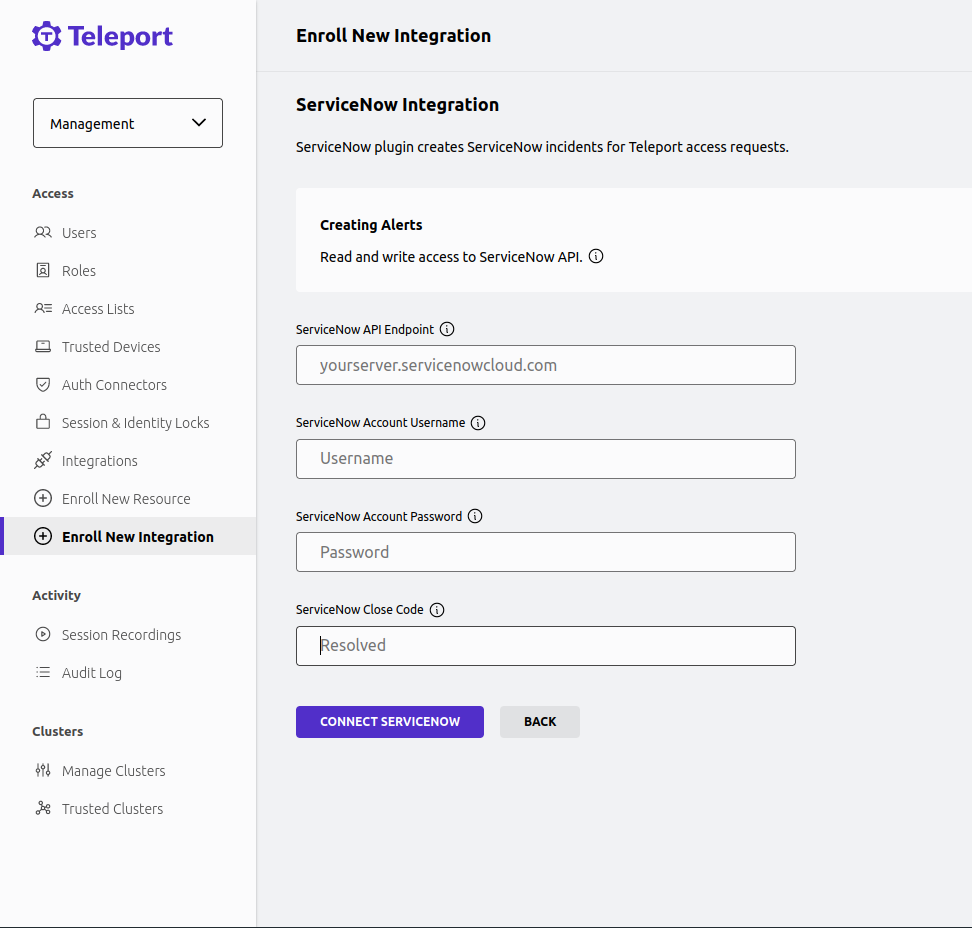 Teleport
Management
Access
Users
Roles
Access Lists
Trusted Devices
Auth Connectors
Session & Identity Locks
Integrations
Enroll New Resource
Enroll New Integration
Activity
Session Recordings
Audit Log
Clusters
Manage Clusters
Trusted Clusters
Enroll New Integration
ServiceNow Integration
ServiceNow plugin creates ServiceNow incidents for Teleport access requests.
Creating Alerts
Read and write access to ServiceNow API.
ServiceNow API Endpoint
yourserver.servicenowcloud.com
ServiceNow Account Username
Username
ServiceNow Account Password
Password
ServiceNow Close Code
Resolved
CONNECT SERVICENOW
BACK